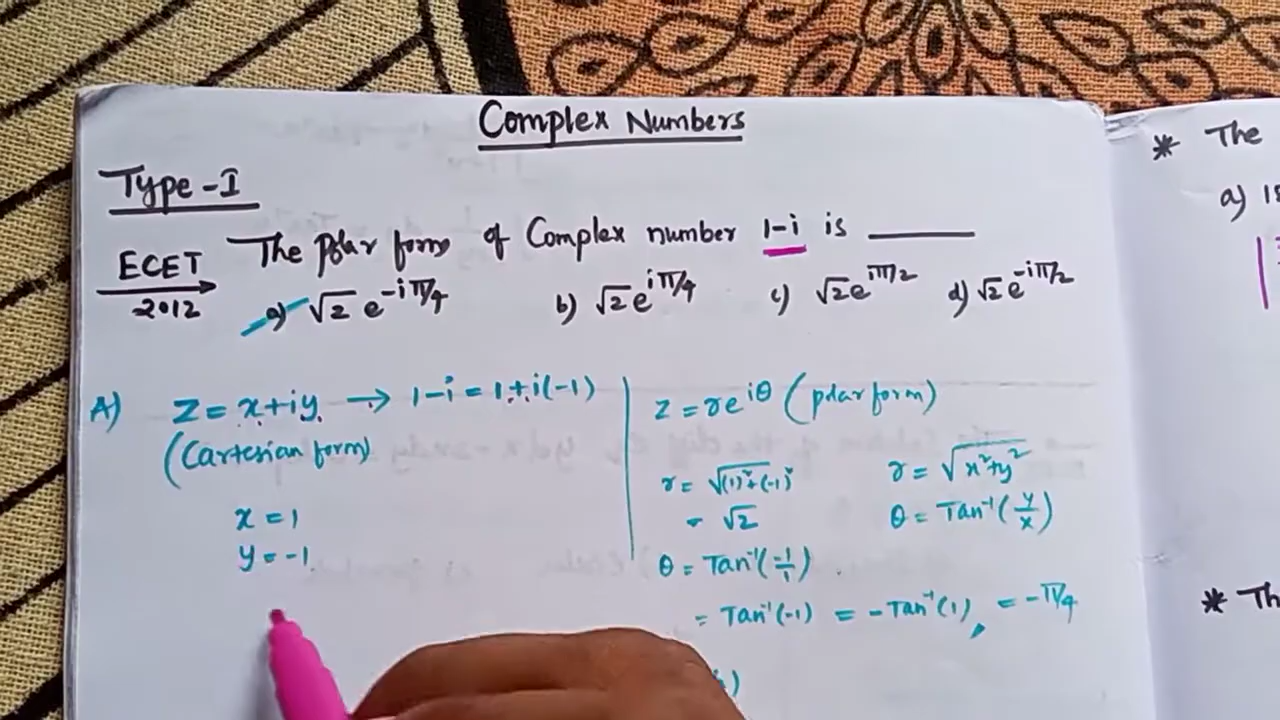 Complex Numbers
Type-I
ECET 2012 The Polar form of Complex number 1-i is ______
a) √2 e^{-iπ/4} b) √2 e^{iπ/4} c) √2 e^{iπ/2} d) √2 e^{-iπ/2}
A) z = x+iy → 1-i = 1+i(-1)
(Cartesian form)
x = 1
y = -1
z = re^{iθ} (polar form)
r = √(1)²+(-1)² r = √x²+y²
= √2 θ = Tan⁻¹(y/x)
θ = Tan⁻¹(-1/1)
= Tan⁻¹(-1) = -Tan⁻¹(1) = -π/4
* The
a)
* Th